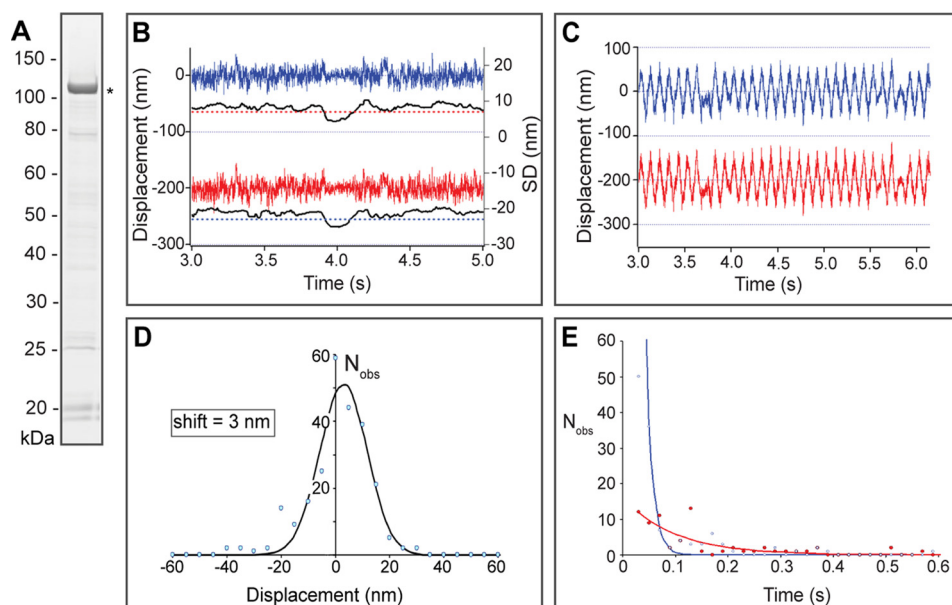 A
150 -
100 -
*
80 -
60 -
50 -
40 -
30 -
25 -
20 -
kDa
B
Displacement (nm)
0
-100
-200
-300
20
10
0
-10
-20
-30
SD (nm)
3.0 3.5 4.0 4.5 5.0
Time (s)
C
Displacement (nm)
100
0
-100
-200
-300
3.0 3.5 4.0 4.5 5.0 5.5 6.0
Time (s)
D
60
N obs
shift = 3 nm
40
20
0
-60 -40 -20 0 20 40 60
Displacement (nm)
E
60
50
40
N obs
30
20
10
0
0 0.1 0.2 0.3 0.4 0.5 0.6
Time (s)